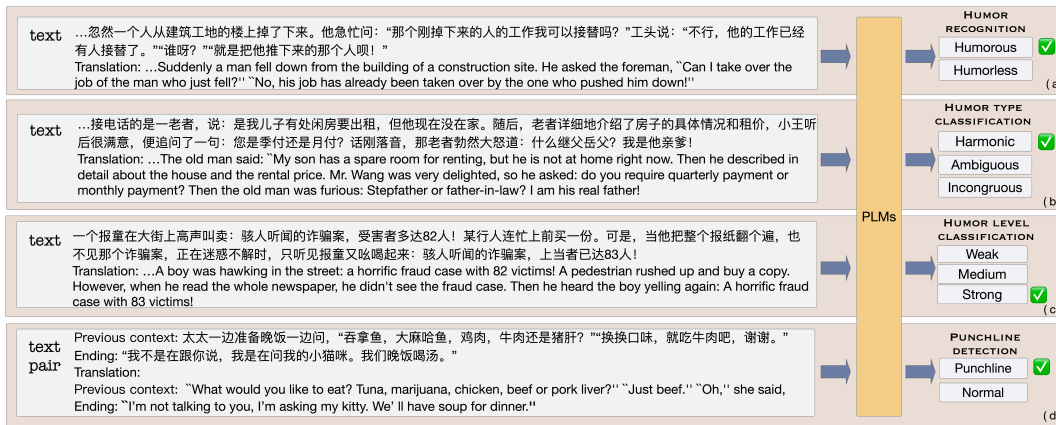 text
…忽然一个人从建筑工地的楼上掉了下来。他急忙问：“那个刚掉下来的人的工作我可以接替吗？”工头说：“不行，他的工作已经
有人接替了。”“谁呀？”“就是把他推下来的那个人呗！”
Translation: …Suddenly a man fell down from the building of a construction site. He asked the foreman, ``Can I take over the
job of the man who just fell?'' ``No, his job has already been taken over by the one who pushed him down!''
HUMOR
RECOGNITION
Humorous
Humorless
( a
text
…接电话的是一老者，说：是我儿子有处闲房要出租，但他现在没在家。随后，老者详细地介绍了房子的具体情况和租价，小王听
后很满意，便追问了一句：您是季付还是月付？话刚落音，那老者勃然大怒道：什么继父岳父？我是他亲爹！
Translation: …The old man said: ``My son has a spare room for renting, but he is not at home right now. Then he described in
detail about the house and the rental price. Mr. Wang was very delighted, so he asked: do you require quarterly payment or
monthly payment? Then the old man was furious: Stepfather or father-in-law? I am his real father!
HUMOR TYPE
CLASSIFICATION
Harmonic
Ambiguous
Incongruous
( b
PLMs
text
一个报童在大街上高声叫卖：骇人听闻的诈骗案，受害者多达82人！某行人连忙上前买一份。可是，当他把整个报纸翻个遍，也
不见那个诈骗案，正在迷惑不解时，只听见报童又吆喝起来：骇人听闻的诈骗案，上当者已达83人！
Translation: …A boy was hawking in the street: a horrific fraud case with 82 victims! A pedestrian rushed up and buy a copy.
However, when he read the whole newspaper, he didn't see the fraud case. Then he heard the boy yelling again: A horrific fraud
case with 83 victims!
HUMOR LEVEL
CLASSIFICATION
Weak
Medium
Strong
( c
text
pair
Previous context: 太太一边准备晚饭一边问，“吞拿鱼，大麻哈鱼，鸡肉，牛肉还是猪肝？”“换换口味，就吃牛肉吧，谢谢。”
Ending: “我不是在跟你说，我是在问我的小猫咪。我们晚饭喝汤。”
Translation:
Previous context: ``What would you like to eat? Tuna, marijuana, chicken, beef or pork liver?'' ``Just beef.'' ``Oh,'' she said,
Ending: ``I'm not talking to you, I'm asking my kitty. We' ll have soup for dinner.''
PUNCHLINE
DETECTION
Punchline
Normal
( d